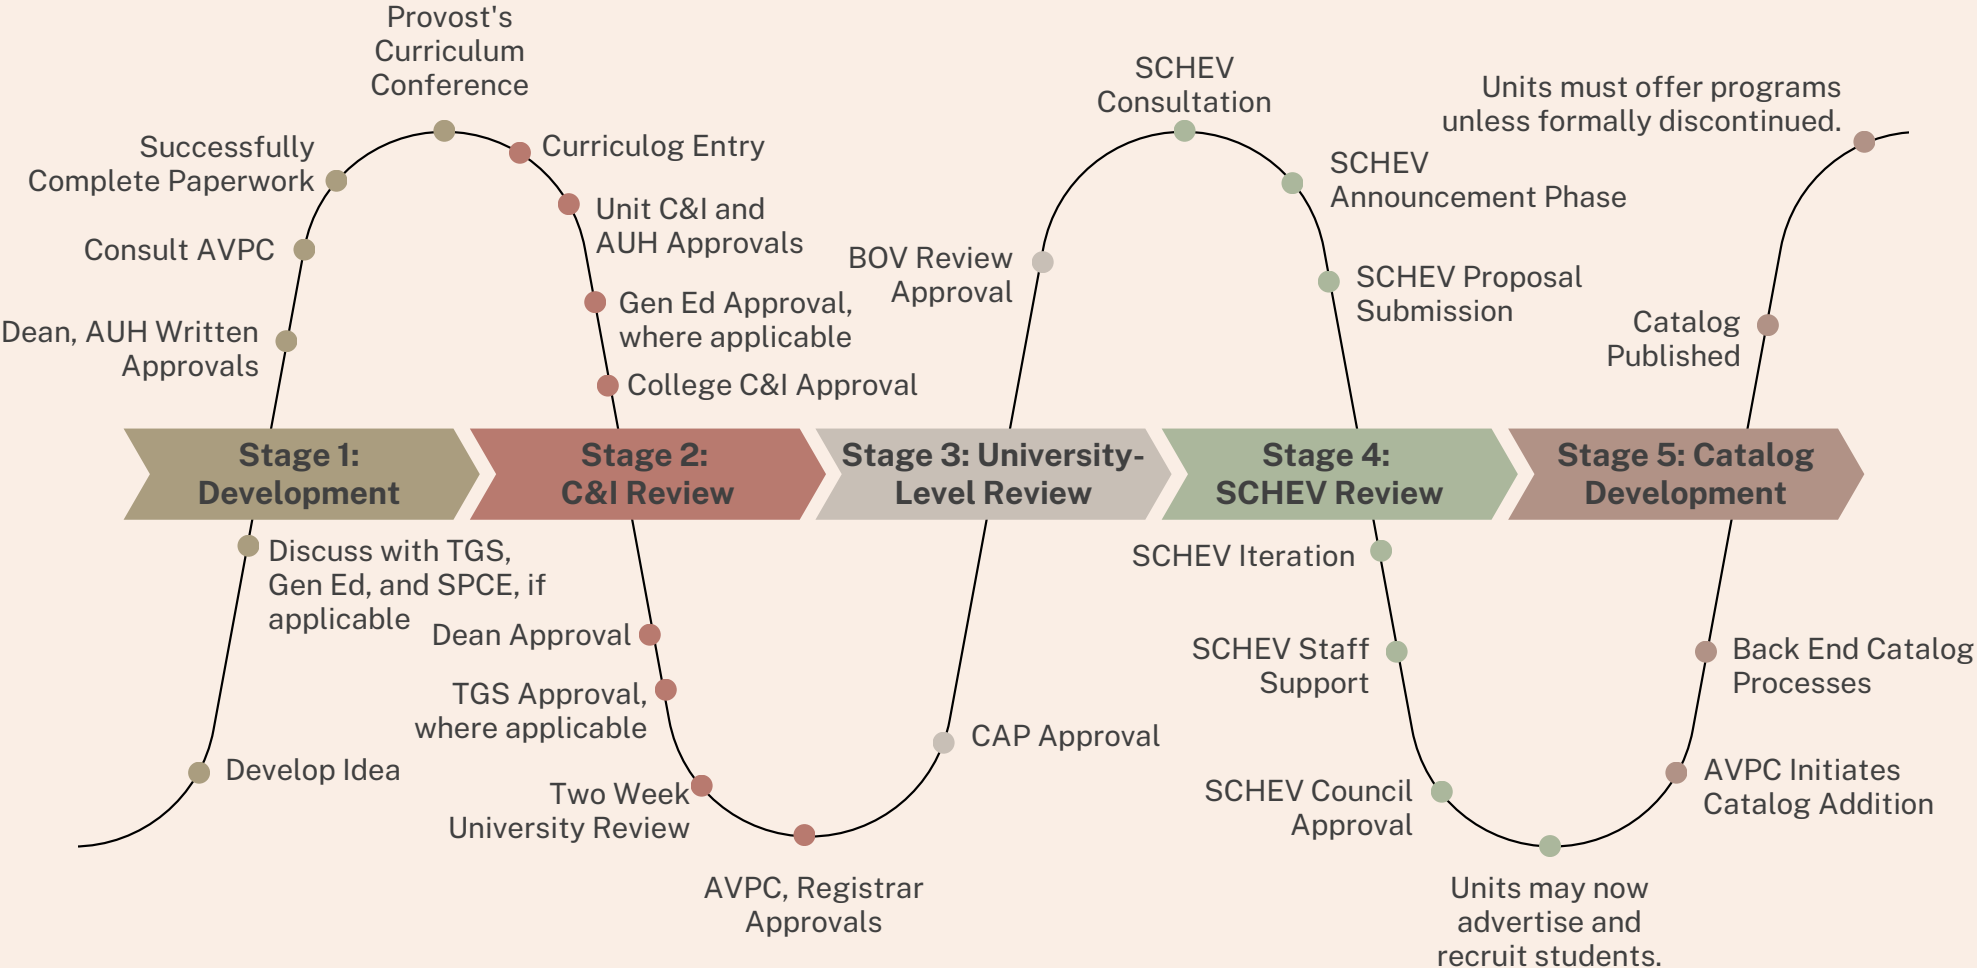 Provost's
Curriculum
Conference
Successfully
Complete Paperwork
Consult AVPC
Dean, AUH Written
Approvals
Curriculog Entry
Unit C&I and
AUH Approvals
Gen Ed Approval,
where applicable
College C&I Approval
BOV Review
Approval
SCHEV
Consultation
SCHEV
Announcement Phase
SCHEV Proposal
Submission
Units must offer programs
unless formally discontinued.
Catalog
Published
Stage 1:
Development
Stage 2:
C&I Review
Stage 3: University-
Level Review
Stage 4:
SCHEV Review
Stage 5: Catalog
Development
Discuss with TGS,
Gen Ed, and SPCE, if
applicable
Develop Idea
Dean Approval
TGS Approval,
where applicable
Two Week
University Review
AVPC, Registrar
Approvals
CAP Approval
SCHEV Iteration
SCHEV Staff
Support
SCHEV Council
Approval
Units may now
advertise and
recruit students.
Back End Catalog
Processes
AVPC Initiates
Catalog Addition